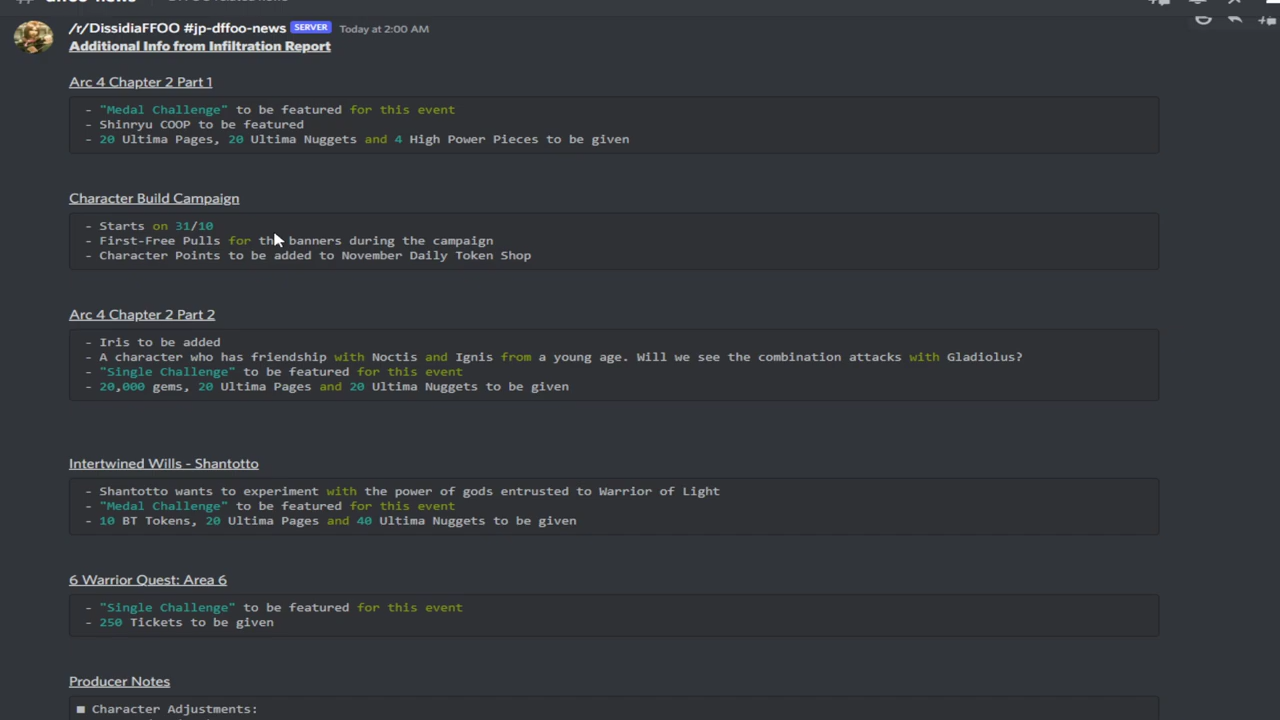 /r/DissidiaFFOO #jp-dffoo-news SERVER Today at 2:00 AM
Additional Info from Infiltration Report
Arc 4 Chapter 2 Part 1
- "Medal Challenge" to be featured for this event
- Shinryu COOP to be featured
- 20 Ultima Pages, 20 Ultima Nuggets and 4 High Power Pieces to be given
Character Build Campaign
- Starts on 31/10
- First-Free Pulls for the banners during the campaign
- Character Points to be added to November Daily Token Shop
Arc 4 Chapter 2 Part 2
- Iris to be added
- A character who has friendship with Noctis and Ignis from a young age. Will we see the combination attacks with Gladiolus?
- "Single Challenge" to be featured for this event
- 20,000 gems, 20 Ultima Pages and 20 Ultima Nuggets to be given
Intertwined Wills - Shantotto
- Shantotto wants to experiment with the power of gods entrusted to Warrior of Light
- "Medal Challenge" to be featured for this event
- 10 BT Tokens, 20 Ultima Pages and 40 Ultima Nuggets to be given
6 Warrior Quest: Area 6
- "Single Challenge" to be featured for this event
- 250 Tickets to be given
Producer Notes
■ Character Adjustments: